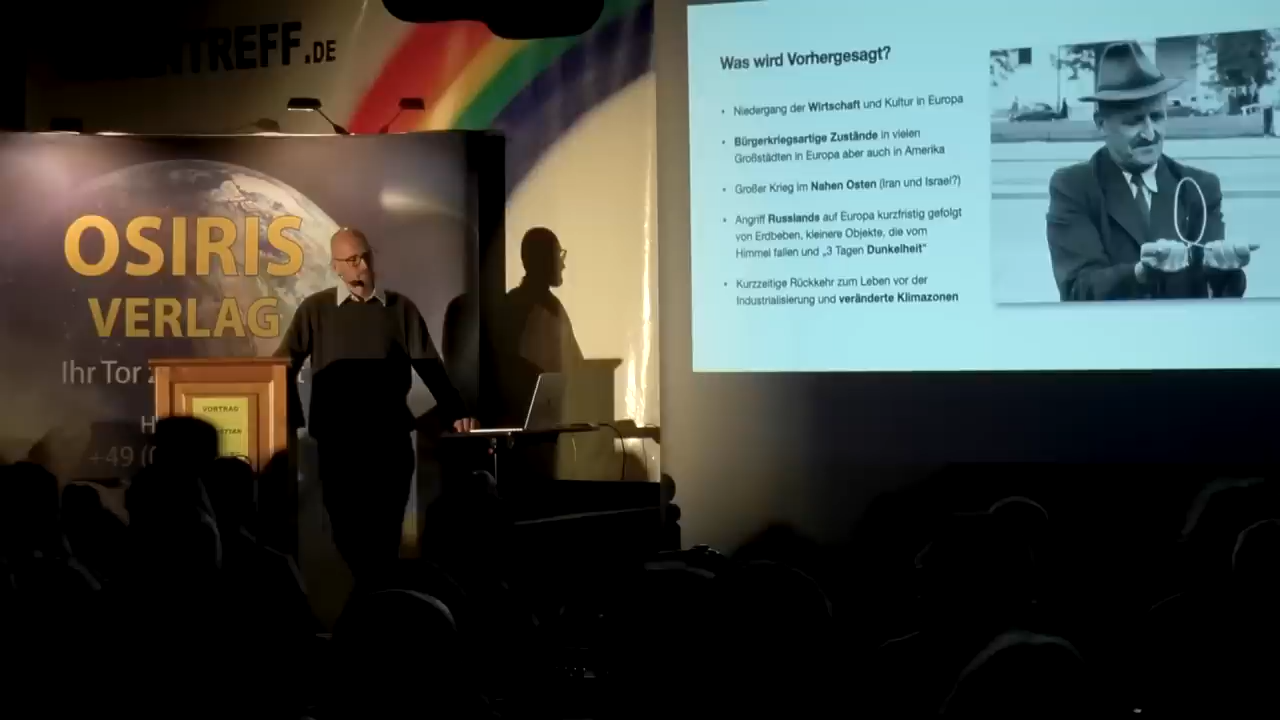 TREFF.DE
OSIRIS
VERLAG
Ihr Tor
H
+49 (0
VORTRAG
Was wird Vorhergesagt?
• Niedergang der Wirtschaft und Kultur in Europa
• Bürgerkriegsartige Zustände in vielen
Großstädten in Europa aber auch in Amerika
• Großer Krieg im Nahen Osten (Iran und Israel?)
• Angriff Russlands auf Europa kurzfristig gefolgt
von Erdbeben, kleinere Objekte, die vom
Himmel fallen und „3 Tagen Dunkelheit“
• Kurzzeitige Rückkehr zum Leben vor der
Industrialisierung und veränderte Klimazonen